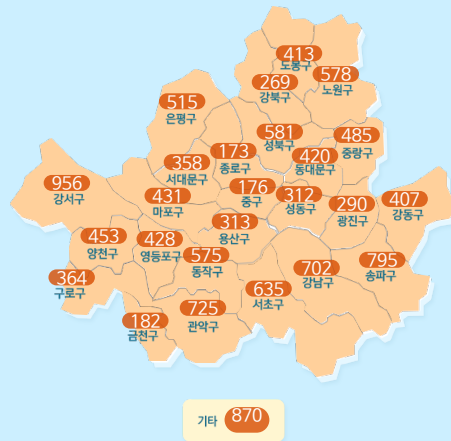 413
노봉구
578
노원구
269
강북구
515
은평구
581
성북구
485
중랑구
173
종로구
420
동대문구
358
서대문구
956
강서구
431
마포구
176
중구
312
성동구
290
광진구
407
강동구
313
용산구
453
양천구
428
영등포구
575
동작구
795
송파구
702
강남구
364
구로구
635
서초구
725
관악구
182
금천구
기타 870